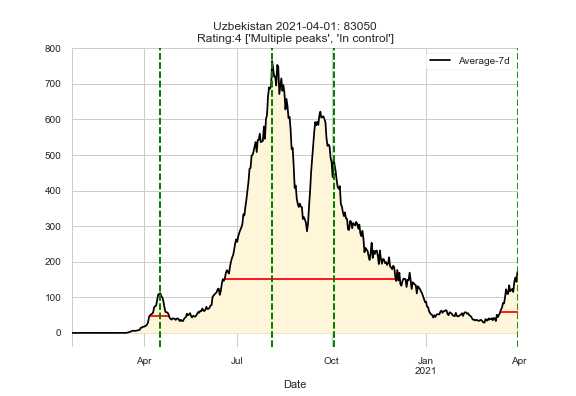 Uzbekistan 2021-04-01: 83050
Rating:4 ['Multiple peaks', 'In control']
Average-7d
800
700
600
500
400
300
200
100
0
Apr
Jul
Oct
Jan
2021
Apr
Date